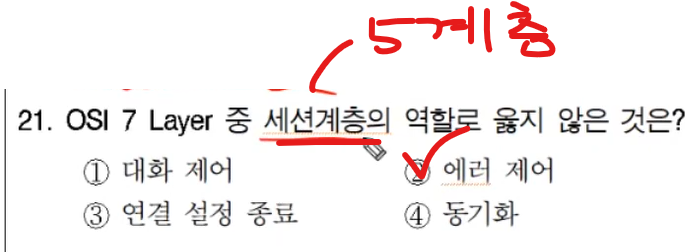 5계층
21. OSI 7 Layer 중 세션계층의 역할로 옳지 않은 것은?
① 대화 제어 ② 에러 제어
③ 연결 설정 종료 ④ 동기화